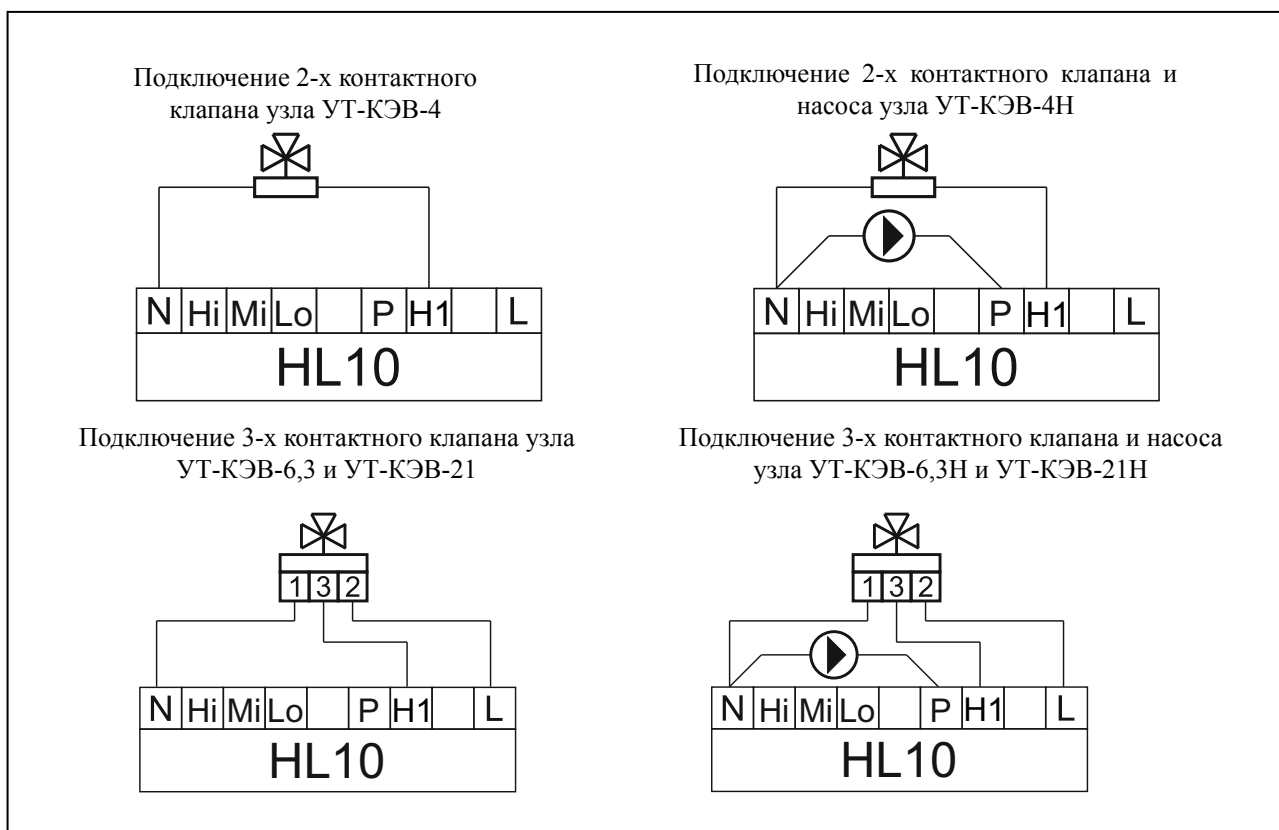 Подключение 2-х контактного
клапана узла УТ-КЭВ-4
N Hi Mi Lo P H1 L
HL10
Подключение 2-х контактного клапана и
насоса узла УТ-КЭВ-4Н
N Hi Mi Lo P H1 L
HL10
Подключение 3-х контактного клапана узла
УТ-КЭВ-6,3 и УТ-КЭВ-21
1 3 2
N Hi Mi Lo P H1 L
HL10
Подключение 3-х контактного клапана и насоса
узла УТ-КЭВ-6,3Н и УТ-КЭВ-21Н
1 3 2
N Hi Mi Lo P H1 L
HL10